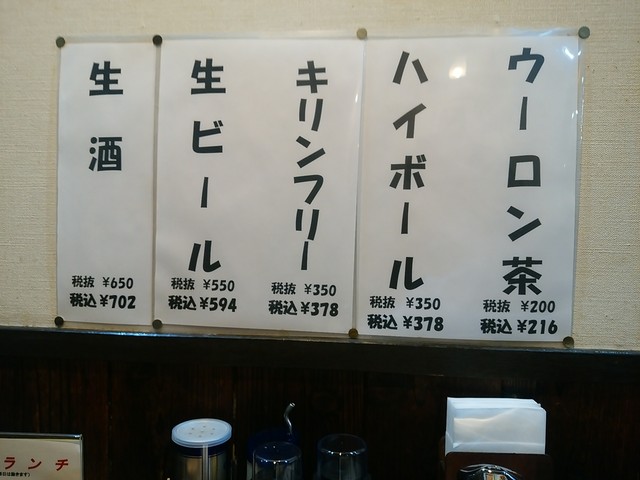 ウーロン茶
税抜 ¥200
税込 ¥216
ハイボール
税抜 ¥350
税込 ¥378
キリンフリー
税抜 ¥350
税込 ¥378
生ビール
税抜 ¥550
税込 ¥594
生酒
税抜 ¥650
税込 ¥702
ランチ